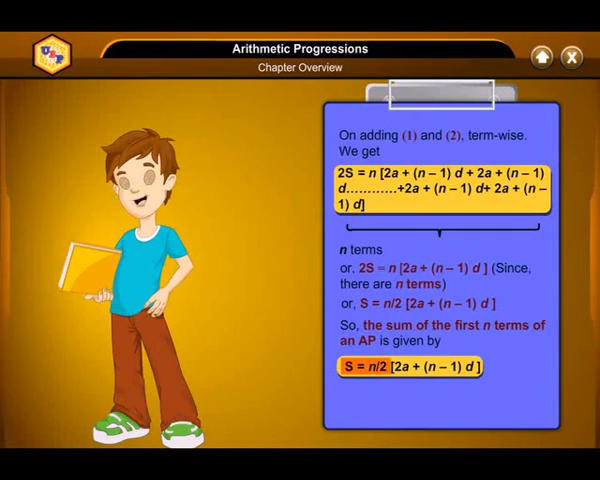 UBP
Arithmetic Progressions
Chapter Overview
X
On adding (1) and (2), term-wise.
We get
2S = n [2a + (n – 1) d + 2a + (n – 1)
d............+2a + (n – 1) d+ 2a + (n –
1) d]
n terms
or, 2S = n [2a + (n – 1) d ] (Since,
there are n terms)
or, S = n/2 [2a + (n – 1) d ]
So, the sum of the first n terms of
an AP is given by
S = n/2 [2a + (n – 1) d ]